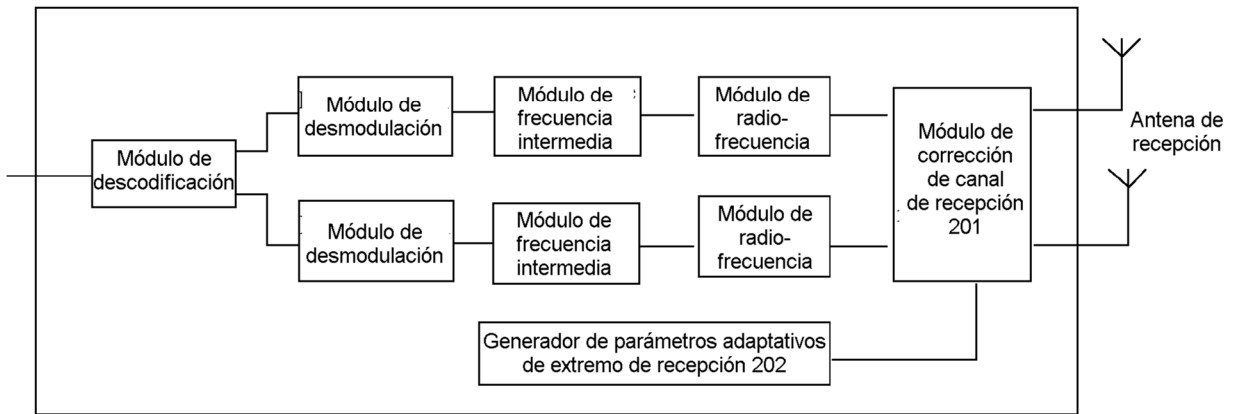 Módulo de
descodificación
Módulo de
desmodulación
Módulo de
frecuencia
intermedia
Módulo de
radio-
frecuencia
Módulo de
desmodulación
Módulo de
frecuencia
intermedia
Módulo de
radio-
frecuencia
Módulo de
corrección
de canal
de recepción
201
Antena de
recepción
Generador de parámetros adaptativos
de extremo de recepción 202